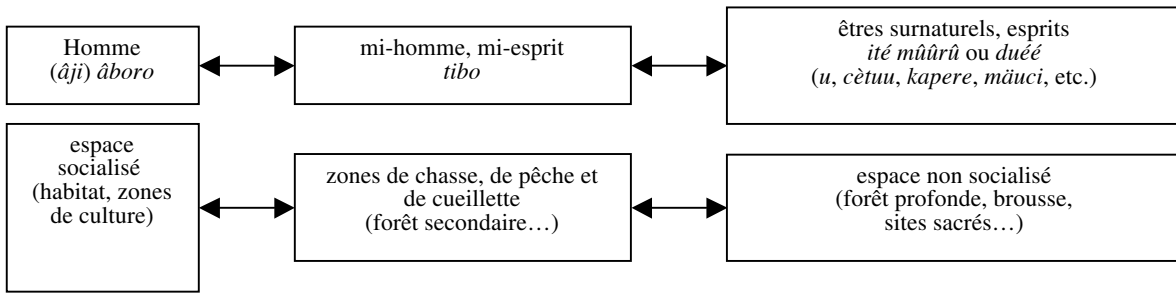 Homme
(âji) âboro
mi-homme, mi-esprit
tibo
êtres surnaturels, esprits
ité mûûrû ou duéé
(u, cètuu, kapere, mäuci, etc.)
espace
socialisé
(habitat, zones
de culture)
zones de chasse, de pêche et
de cueillette
(forêt secondaire…)
espace non socialisé
(forêt profonde, brousse,
sites sacrés…)